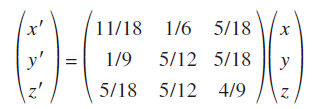 x' 11/18 1/6 5/18 x
y' = 1/9 5/12 5/18 y
z' 5/18 5/12 4/9 z